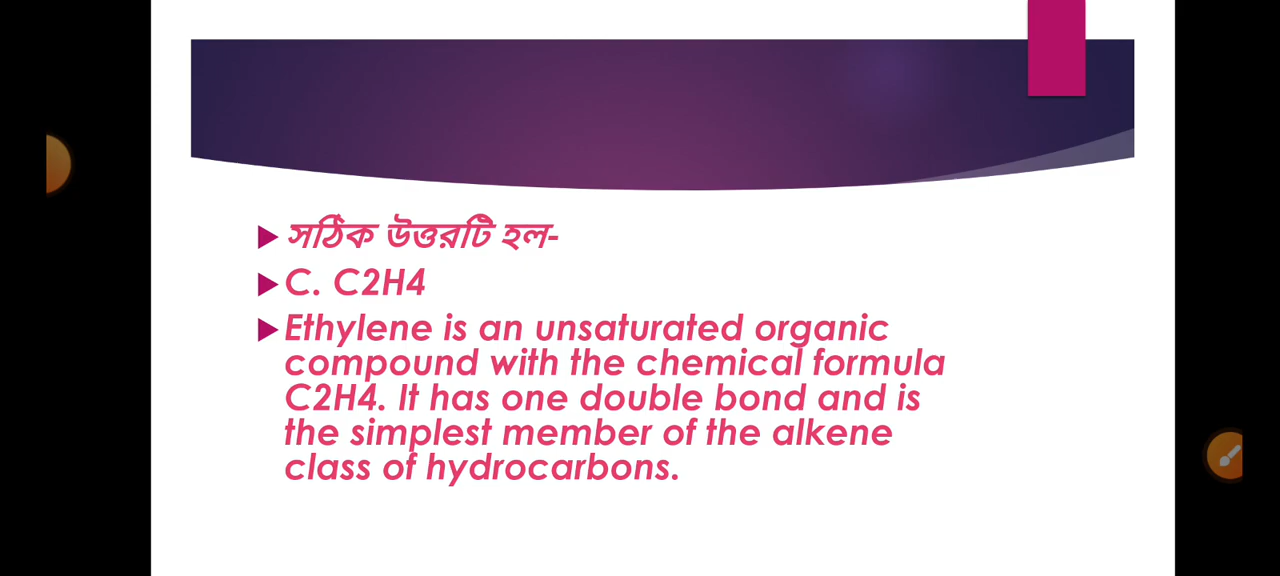 সঠিক উত্তরটি হল-
C. C2H4
Ethylene is an unsaturated organic
compound with the chemical formula
C2H4. It has one double bond and is
the simplest member of the alkene
class of hydrocarbons.